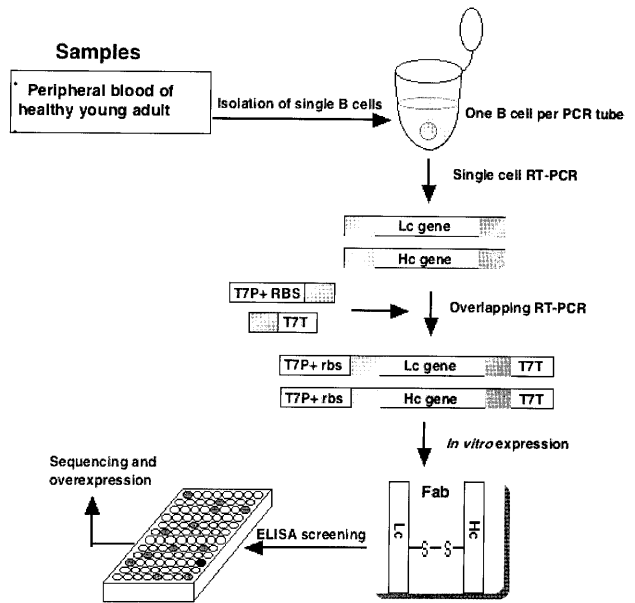 Samples
Peripheral blood of
healthy young adult
Isolation of single B cells
One B cell per PCR tube
Single cell RT-PCR
Lc gene
Hc gene
T7P+ RBS
T7T
Overlapping RT-PCR
T7P+ rbs Lc gene T7T
T7P+ rbs Hc gene T7T
In vitro expression
Sequencing and
overexpression
ELISA screening
Fab
Lc
S S
Hc